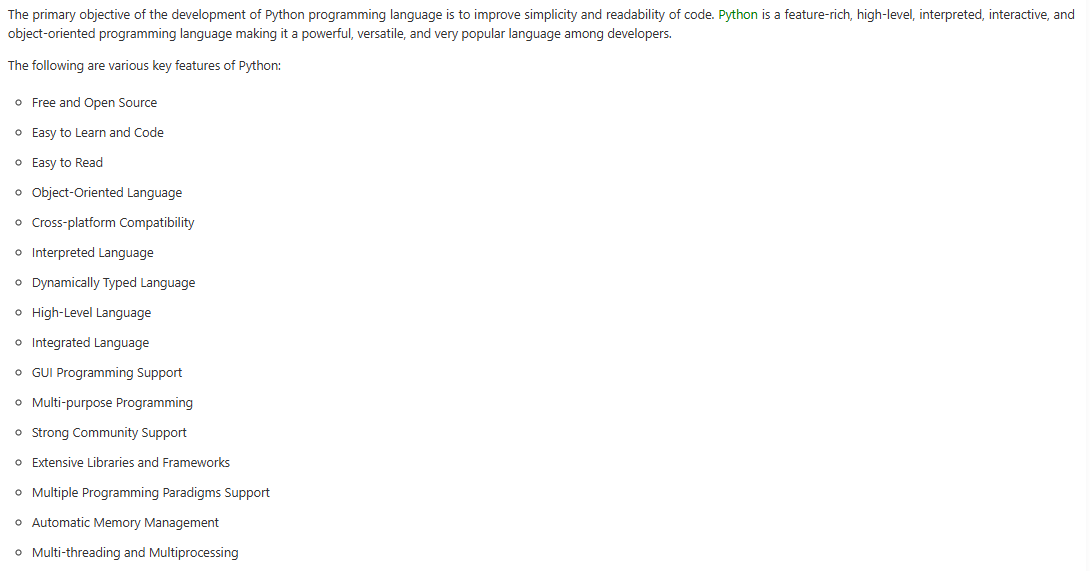 The primary objective of the development of Python programming language is to improve simplicity and readability of code. Python is a feature-rich, high-level, interpreted, interactive, and
object-oriented programming language making it a powerful, versatile, and very popular language among developers.
The following are various key features of Python:
Free and Open Source
Easy to Learn and Code
Easy to Read
Object-Oriented Language
Cross-platform Compatibility
Interpreted Language
Dynamically Typed Language
High-Level Language
Integrated Language
GUI Programming Support
Multi-purpose Programming
Strong Community Support
Extensive Libraries and Frameworks
Multiple Programming Paradigms Support
Automatic Memory Management
Multi-threading and Multiprocessing